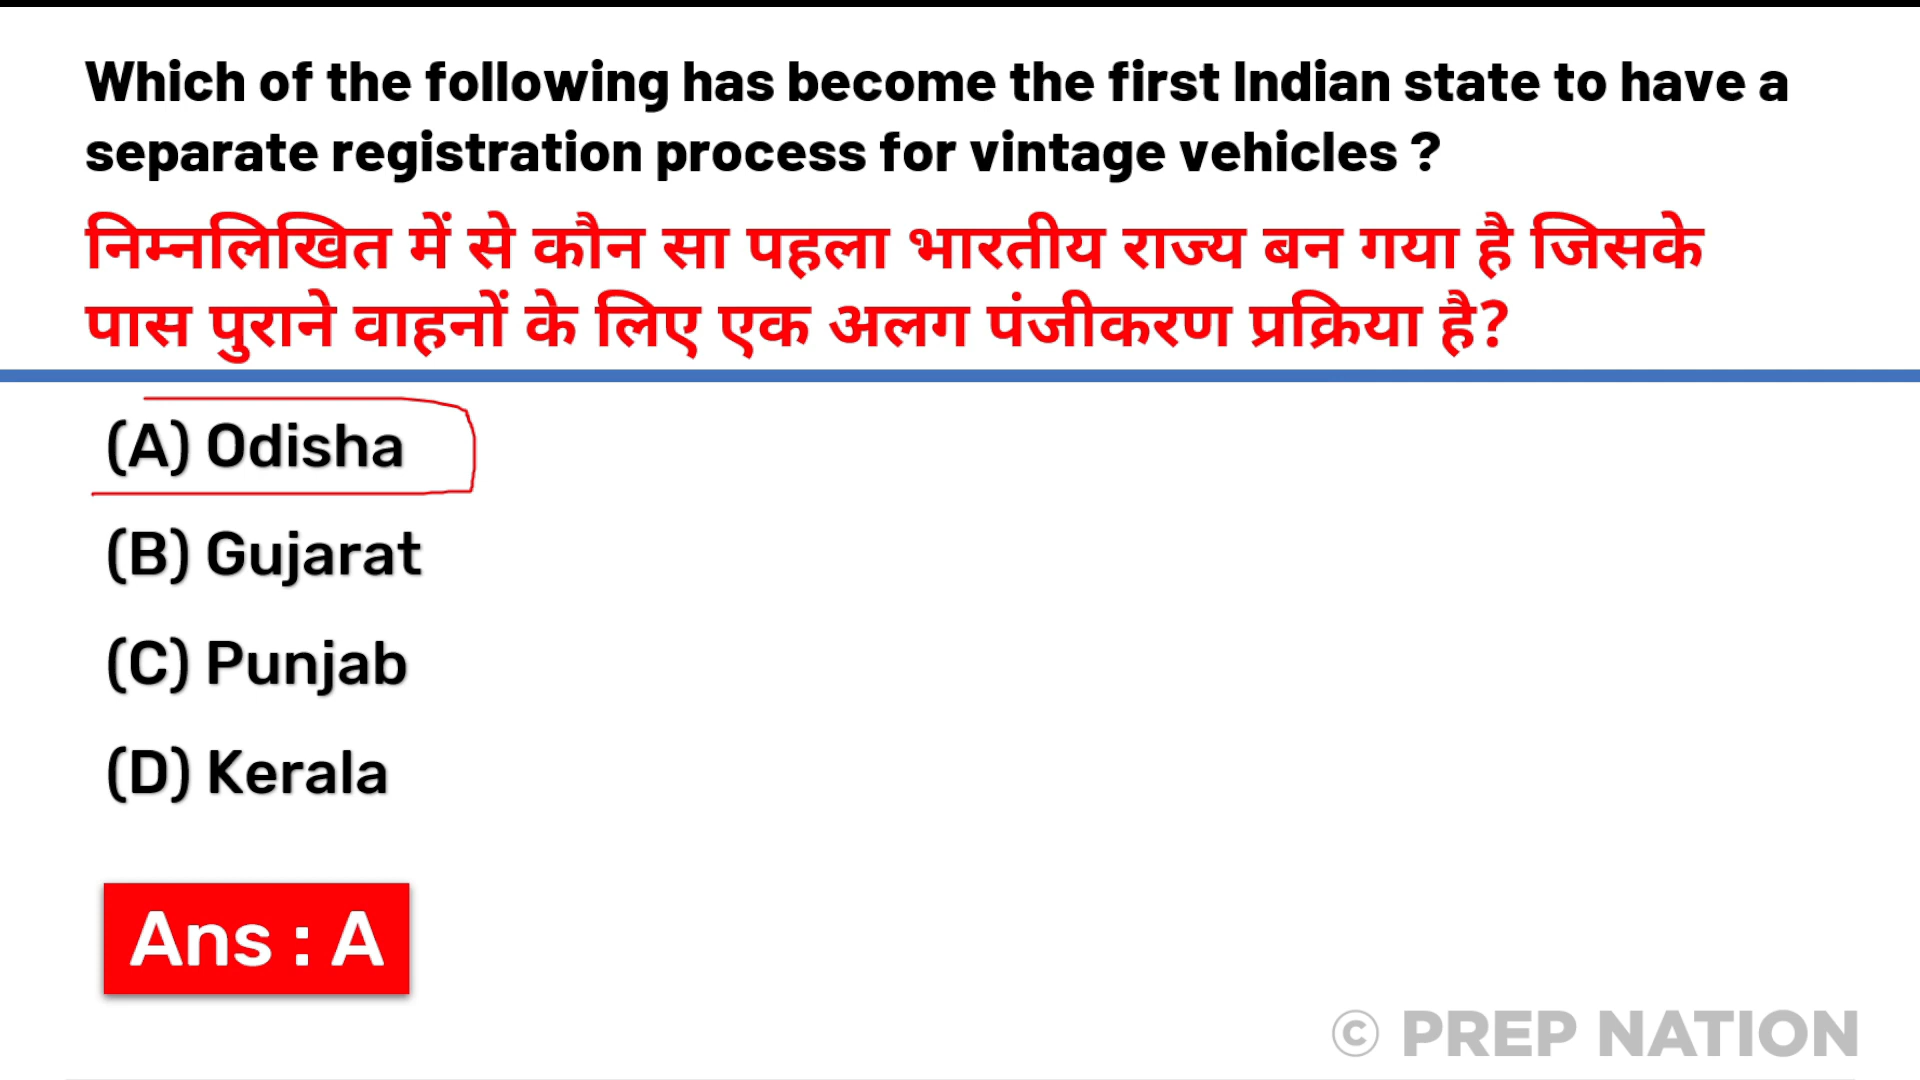 Which of the following has become the first Indian state to have a
separate registration process for vintage vehicles ?
निम्नलिखित में से कौन सा पहला भारतीय राज्य बन गया है जिसके
पास पुराने वाहनों के लिए एक अलग पंजीकरण प्रक्रिया है?
(A) Odisha
(B) Gujarat
(C) Punjab
(D) Kerala
Ans : A
© PREP NATION